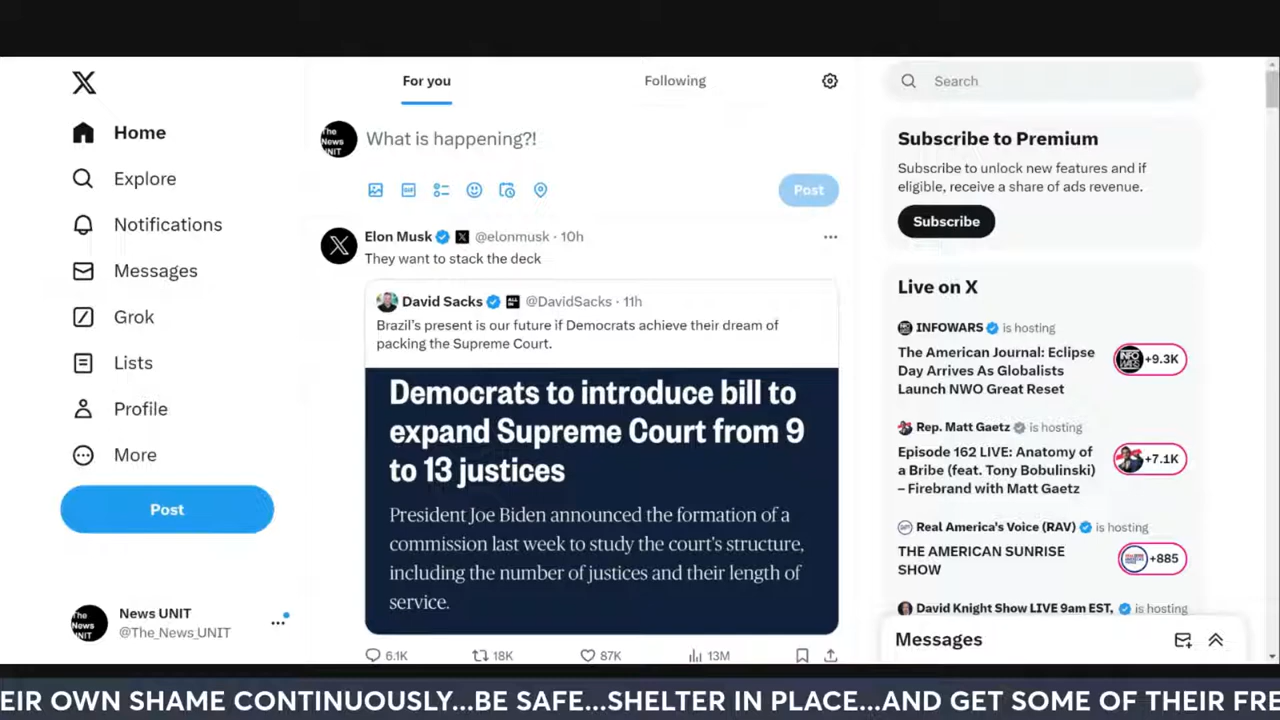 For you
Following
Search
Home
Explore
Notifications
Messages
Grok
Lists
Profile
More
Post
News UNIT
@The_News_UNIT
The
News
UNIT
The
News
UNIT
What is happening?!
GIF
Post
Elon Musk @elonmusk · 10h
They want to stack the deck
David Sacks @DavidSacks · 11h
Brazil’s present is our future if Democrats achieve their dream of
packing the Supreme Court.
Democrats to introduce bill to
expand Supreme Court from 9
to 13 justices
President Joe Biden announced the formation of a
commission last week to study the court's structure,
including the number of justices and their length of
service.
6.1K
18K
87K
13M
Subscribe to Premium
Subscribe to unlock new features and if
eligible, receive a share of ads revenue.
Subscribe
Live on X
INFOWARS is hosting
The American Journal: Eclipse
Day Arrives As Globalists
Launch NWO Great Reset
+9.3K
Rep. Matt Gaetz is hosting
Episode 162 LIVE: Anatomy of
a Bribe (feat. Tony Bobulinski)
– Firebrand with Matt Gaetz
+7.1K
Real America's Voice (RAV) is hosting
THE AMERICAN SUNRISE
SHOW
+885
David Knight Show LIVE 9am EST, is hosting
Messages
EIR OWN SHAME CONTINUOUSLY...BE SAFE...SHELTER IN PLACE...AND GET SOME OF THEIR FRE